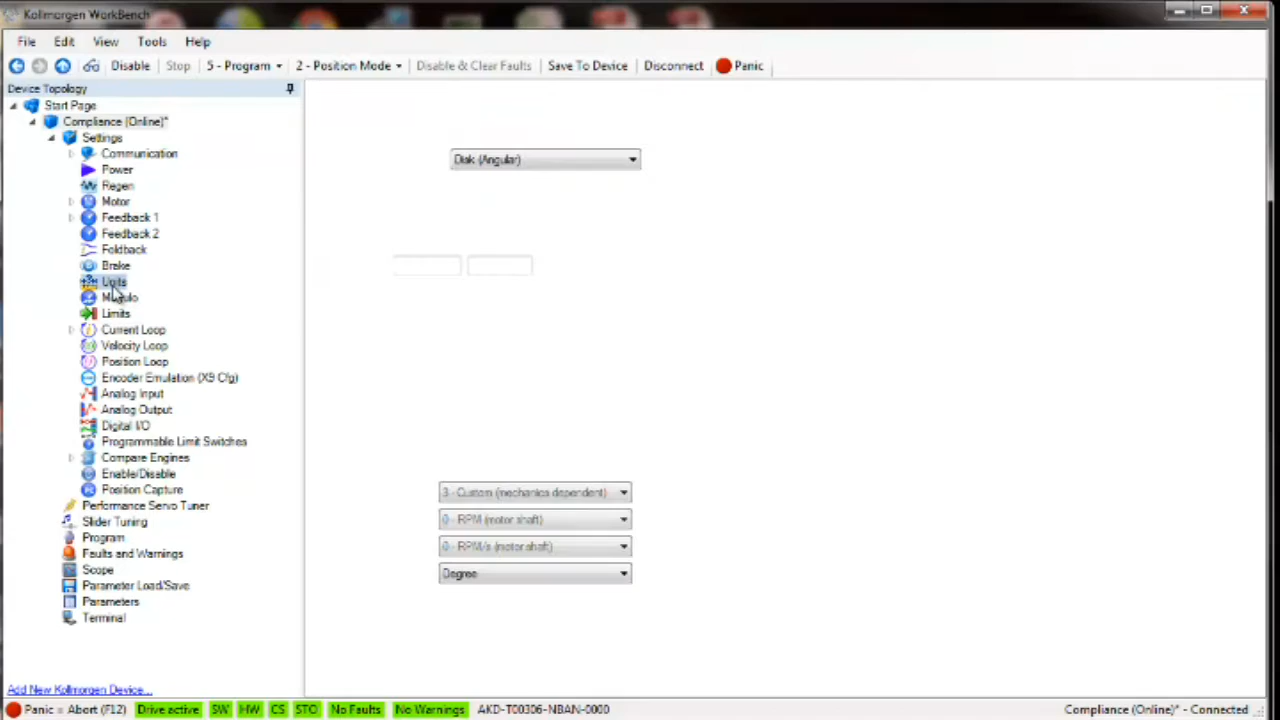 Kollmorgen WorkBench
File Edit View Tools Help
Disable Stop 5 - Program 2 - Position Mode Disable & Clear Faults Save To Device Disconnect Panic
Device Topology
Start Page
Compliance (Online)*
Settings
Communication
Power
Regen
Motor
Feedback 1
Feedback 2
Foldback
Brake
Units
Modulo
Limits
Current Loop
Velocity Loop
Position Loop
Encoder Emulation (X9 Cfg)
Analog Input
Analog Output
Digital I/O
Programmable Limit Switches
Compare Engines
Enable/Disable
Position Capture
Performance Servo Tuner
Slider Tuning
Program
Faults and Warnings
Scope
Parameter Load/Save
Parameters
Terminal
Add New Kollmorgen Device...
Disk (Angular)
3 - Custom (mechanics dependent)
0 - RPM (motor shaft)
0 - RPM/s (motor shaft)
Degree
Panic = Abort (F12) Drive active SW HW CS STO No Faults No Warnings AKD-T00306-NBAN-0000 Compliance (Online)* - Connected